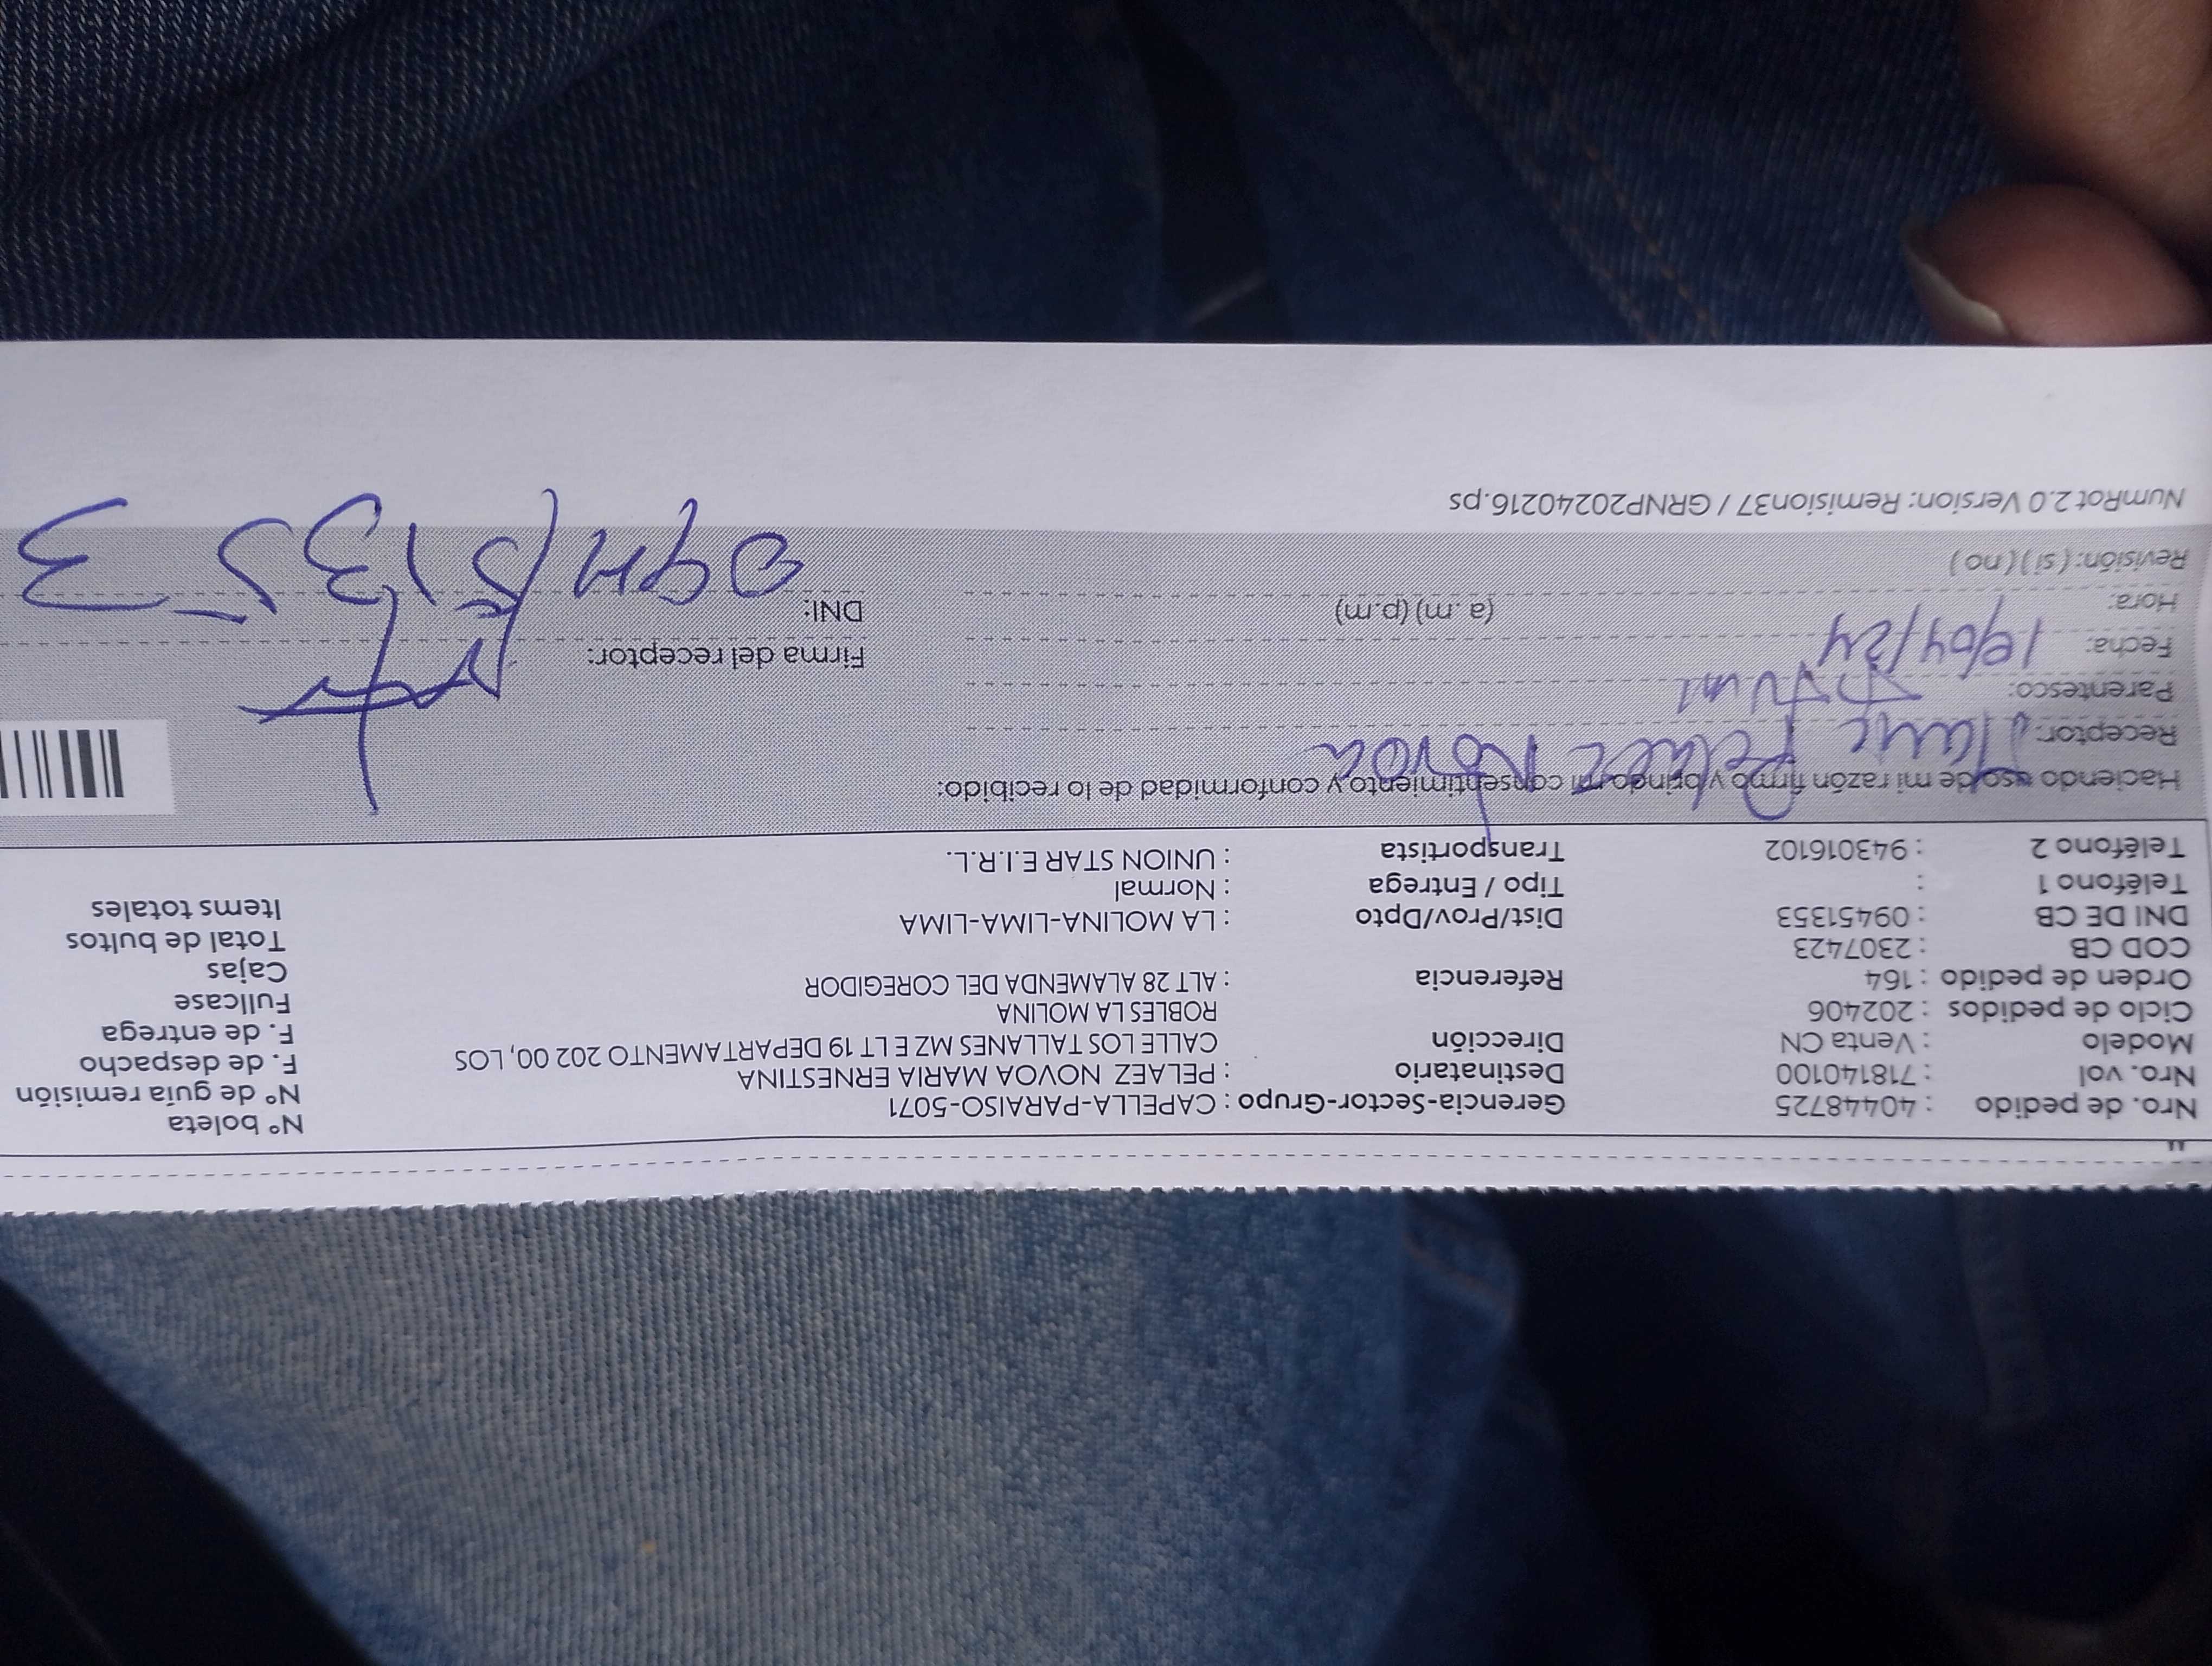 Nro. de pedido : 40448725 Gerencia-Sector-Grupo : CAPELLA-PARAISO-5071 N° boleta
Nro. vol : 718140100 Destinatario : PELAEZ NOVOA MARIA ERNESTINA N° de guía remisión
Modelo : Venta CN Dirección CALLE LOS TALLANES MZ E LT 19 DEPARTAMENTO 202 00, LOS F. de despacho
Ciclo de pedidos : 202406 ROBLES LA MOLINA F. de entrega
Orden de pedido : 164 Referencia : ALT 28 ALAMENDA DEL COREGIDOR Fullcase
COD CB : 2307423 Cajas
DNI DE CB : 09451353 Dist/Prov/Dpto : LA MOLINA-LIMA-LIMA Total de bultos
Teléfono 1 : Tipo / Entrega : Normal Items totales
Teléfono 2 : 943016102 Transportista : UNION STAR E.I.R.L.
Haciendo uso de mi razón firmo y brindo mi consentimiento y conformidad de lo recibido:
Receptor: Pelaez Novoa
Parentesco:
Fecha: Firma del receptor:
Hora: (a. m) (p.m) DNI: 09451353
Revisión: (si) (no)
NumRot 2.0 Version: Remision37 / GRNP20240216.ps